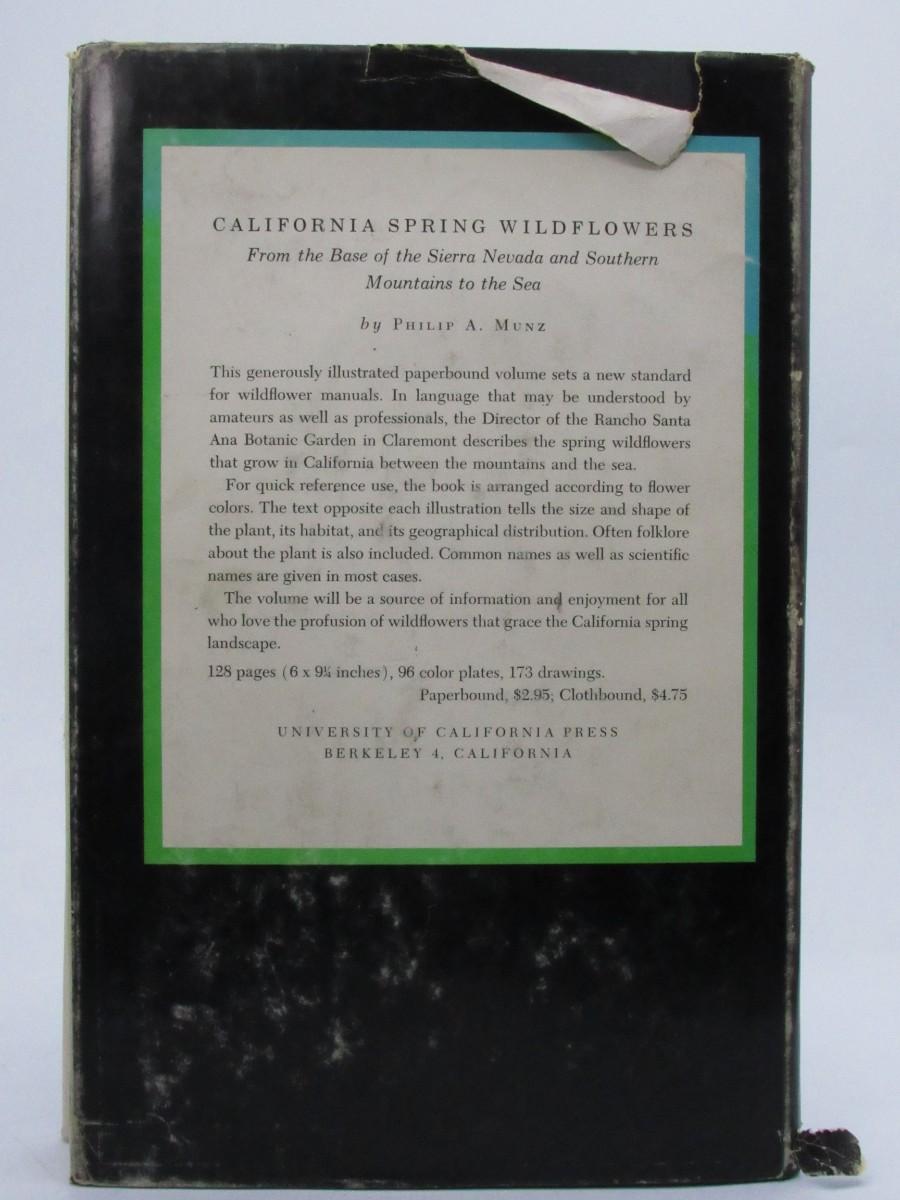 CALIFORNIA SPRING WILDFLOWERS
From the Base of the Sierra Nevada and Southern
Mountains to the Sea
by PHILIP A. MUNZ
This generously illustrated paperbound volume sets a new standard
for wildflower manuals. In language that may be understood by
amateurs as well as professionals, the Director of the Rancho Santa
Ana Botanic Garden in Claremont describes the spring wildflowers
that grow in California between the mountains and the sea.
For quick reference use, the book is arranged according to flower
colors. The text opposite each illustration tells the size and shape of
the plant, its habitat, and its geographical distribution. Often folklore
about the plant is also included. Common names as well as scientific
names are given in most cases.
The volume will be a source of information and enjoyment for all
who love the profusion of wildflowers that grace the California spring
landscape.
128 pages (6 x 9¼ inches), 96 color plates, 173 drawings.
Paperbound, $2.95; Clothbound, $4.75
UNIVERSITY OF CALIFORNIA PRESS
BERKELEY 4, CALIFORNIA